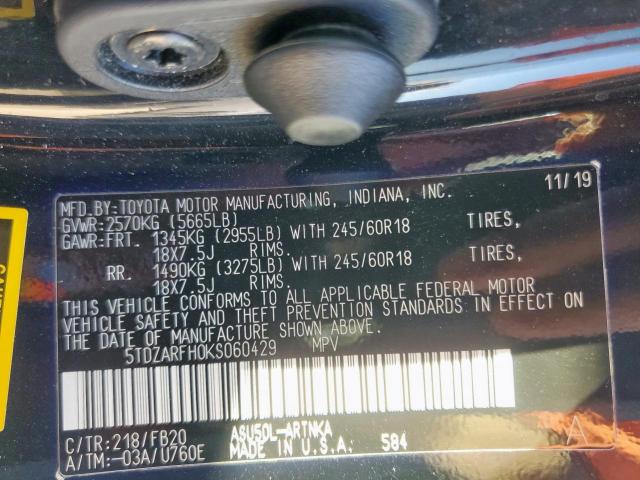 MFD.BY:TOYOTA MOTOR MANUFACTURING, INDIANA, INC. 11/19
GVWR:2570KG (5665LB)
GAWR:FRT. 1345KG (2955LB) WITH 245/60R18 TIRES,
18X7.5J RIMS.
RR. 1490KG (3275LB) WITH 245/60R18 TIRES,
18X7.5J RIMS.
THIS VEHICLE CONFORMS TO ALL APPLICABLE FEDERAL MOTOR
VEHICLE SAFETY AND THEFT PREVENTION STANDARDS IN EFFECT ON
THE DATE OF MANUFACTURE SHOWN ABOVE.
5TDZARFH0KS060429 MPV
C/TR:218/FB20 ASU50L-ARTNKA
A/TM:-03A/U760E MADE IN U.S.A. 584 A